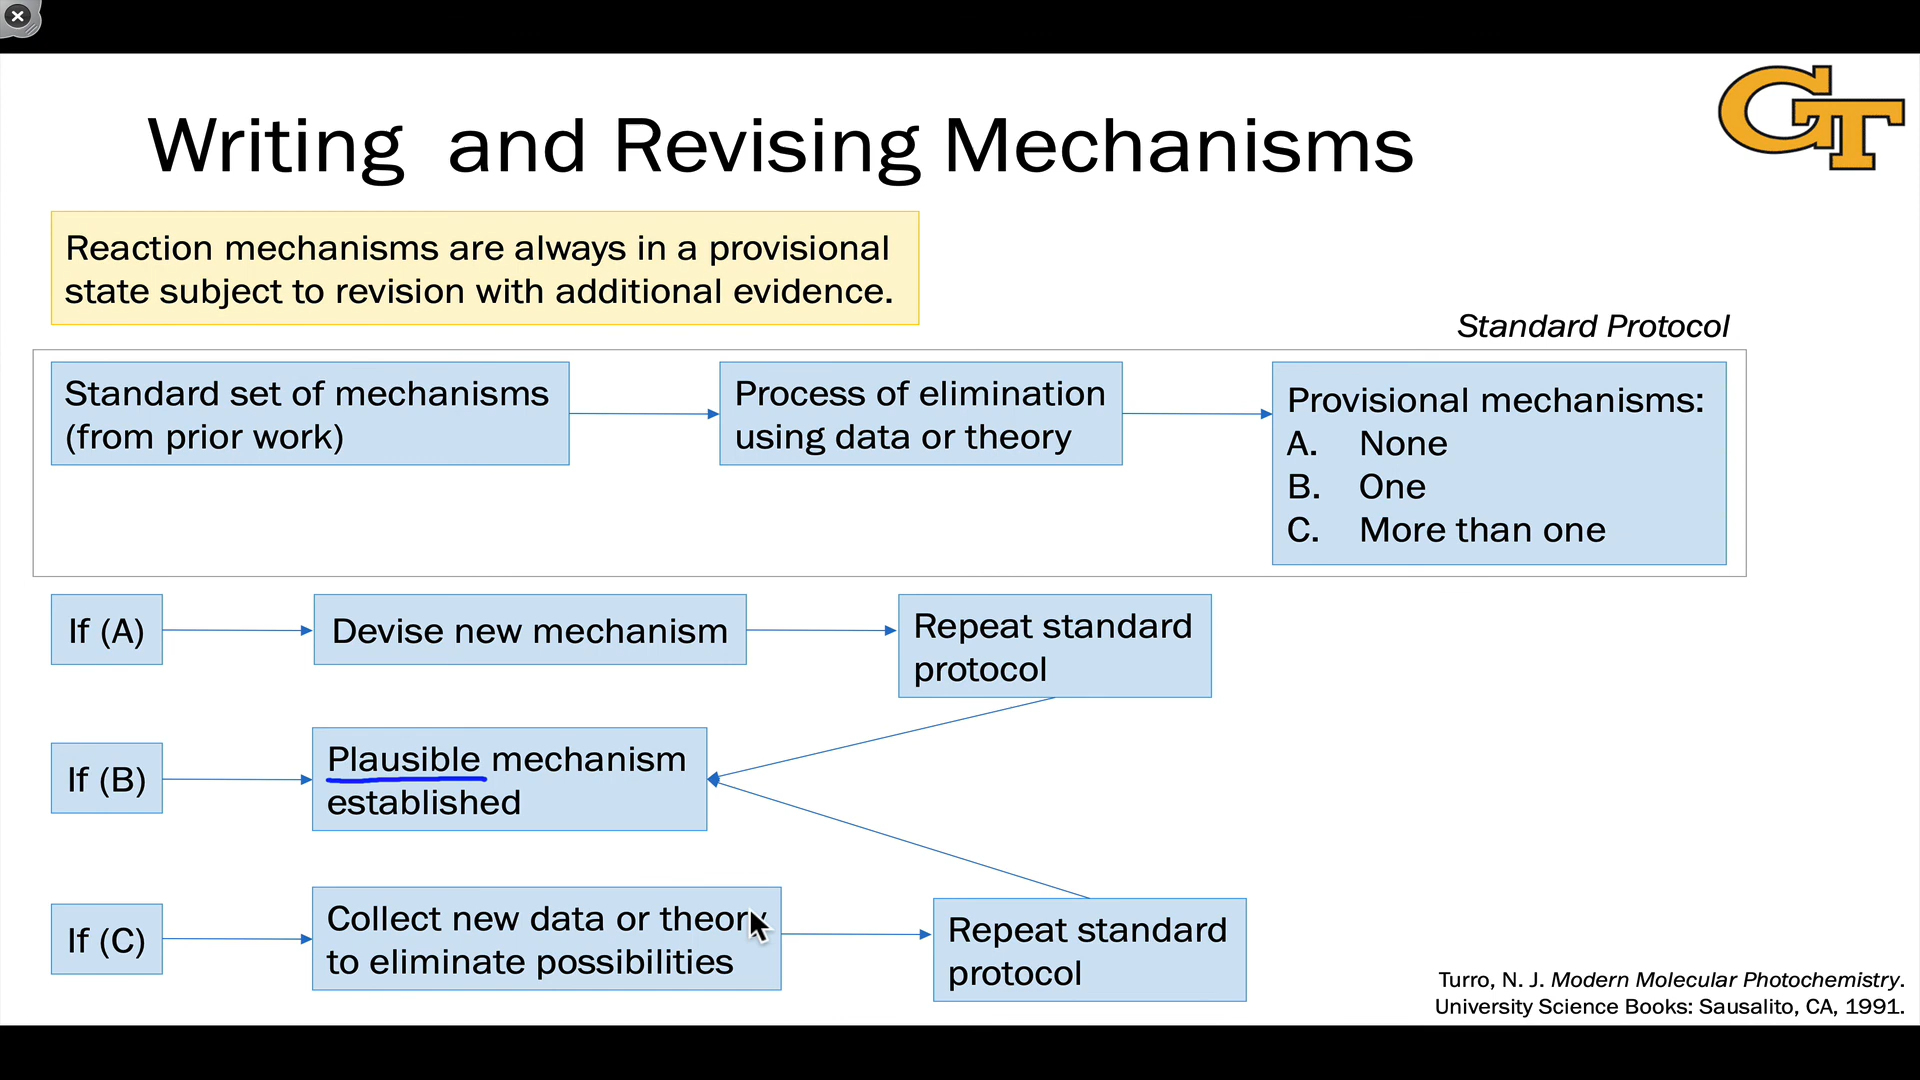 Writing and Revising Mechanisms
GT
Reaction mechanisms are always in a provisional
state subject to revision with additional evidence.
Standard Protocol
Standard set of mechanisms
(from prior work)
Process of elimination
using data or theory
Provisional mechanisms:
A. None
B. One
C. More than one
If (A)
Devise new mechanism
Repeat standard
protocol
If (B)
Plausible mechanism
established
If (C)
Collect new data or theory
to eliminate possibilities
Repeat standard
protocol
Turro, N. J. Modern Molecular Photochemistry.
University Science Books: Sausalito, CA, 1991.